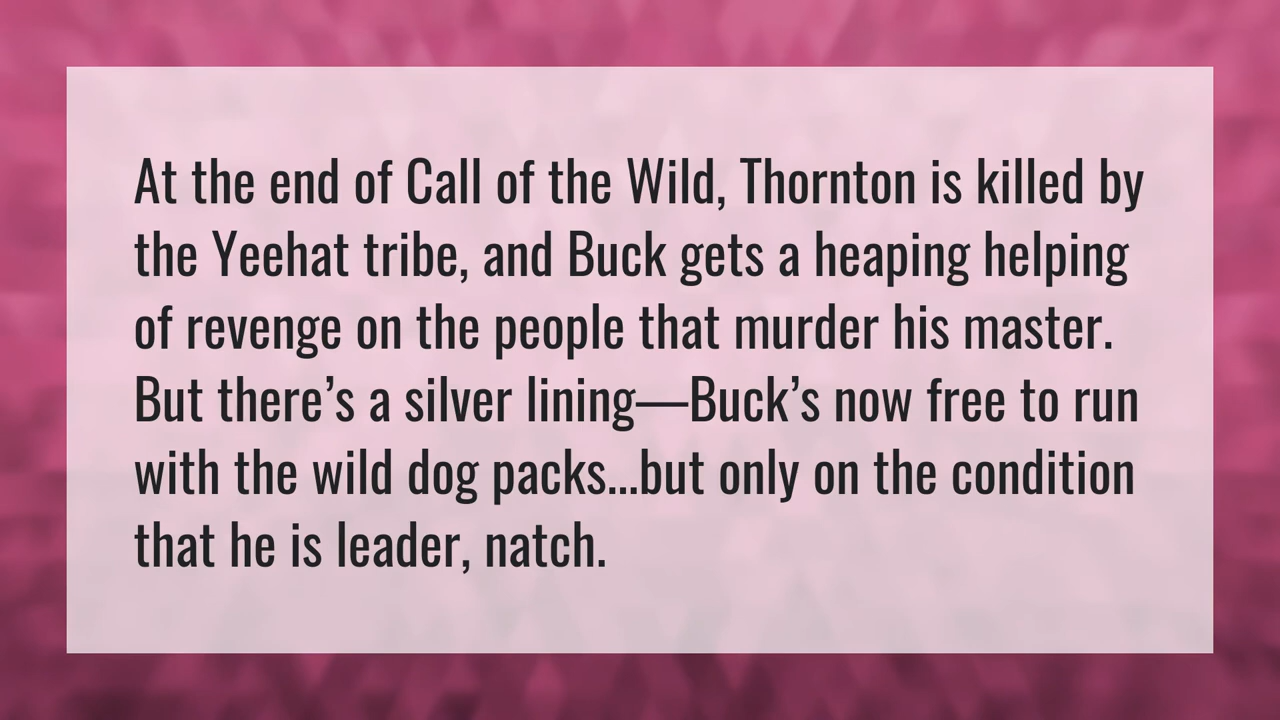 At the end of Call of the Wild, Thornton is killed by
the Yeehat tribe, and Buck gets a heaping helping
of revenge on the people that murder his master.
But there’s a silver lining—Buck’s now free to run
with the wild dog packs...but only on the condition
that he is leader, natch.